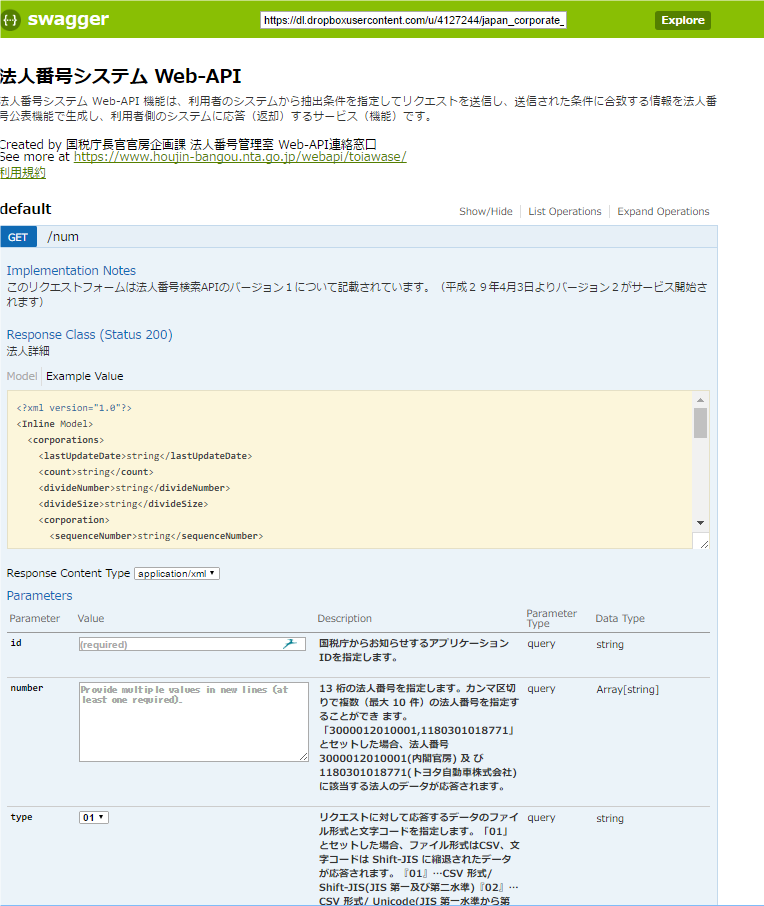 {··} swagger
https://dl.dropboxusercontent.com/u/4127244/japan_corporate_
Explore
法人番号システム Web-API
法人番号システム Web-API 機能は、利用者のシステムから抽出条件を指定してリクエストを送信し、送信された条件に合致する情報を法人番
号公表機能で生成し、利用者側のシステムに応答（返却）するサービス（機能）です。
Created by 国税庁長官官房企画課 法人番号管理室 Web-API連絡窓口
See more at https://www.houjin-bangou.nta.go.jp/webapi/toiawase/
利用規約
default
Show/Hide
List Operations
Expand Operations
GET /num
Implementation Notes
このリクエストフォームは法人番号検索APIのバージョン１について記載されています。（平成２９年4月3日よりバージョン２がサービス開始さ
れます）
Response Class (Status 200)
法人詳細
Model Example Value
<?xml version="1.0"?>
<Inline Model>
<corporations>
<lastUpdateDate>string</lastUpdateDate>
<count>string</count>
<divideNumber>string</divideNumber>
<divideSize>string</divideSize>
<corporation>
<sequenceNumber>string</sequenceNumber>
Response Content Type application/xml
Parameters
Parameter Value Description Parameter Type Data Type
id (required) 国税庁からお知らせするアプリケーション query string
IDを指定します。
number Provide multiple values in new lines (at 13 桁の法人番号を指定します。カンマ区切 query Array[string]
least one required). りで複数（最大 10 件）の法人番号を指定す
ることができ ます。
「3000012010001,1180301018771」
とセットした場合、法人番号
3000012010001(内閣官房) 及 び
1180301018771(トヨタ自動車株式会社)
に該当する法人のデータが応答されます。
type 01 リクエストに対して応答するデータのファイ query string
ル形式と文字コードを指定します。「01」
とセットした場合、ファイル形式はCSV、文
字コードは Shift-JIS に縮退されたデータ
が応答されます。『01』…CSV 形式/
Shift-JIS(JIS 第一及び第二水準)『02』…
CSV 形式/ Unicode(JIS 第一水準から第